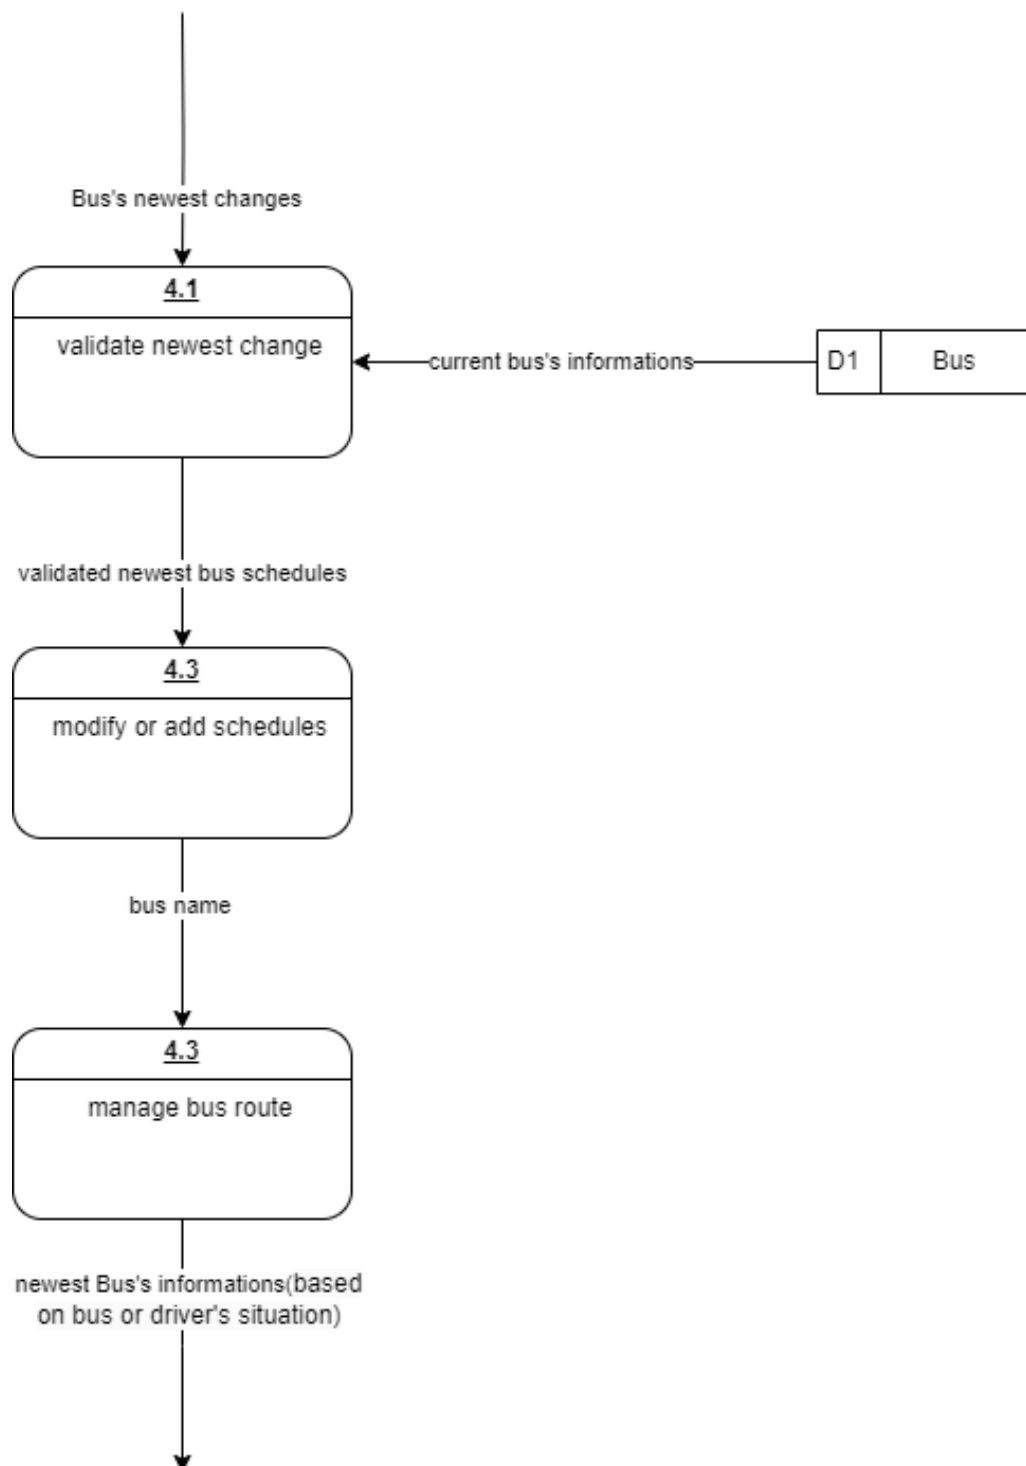 Bus's newest changes
4.1
validate newest change
current bus's informations
D1
Bus
validated newest bus schedules
4.3
modify or add schedules
bus name
4.3
manage bus route
newest Bus's informations(based
on bus or driver's situation)